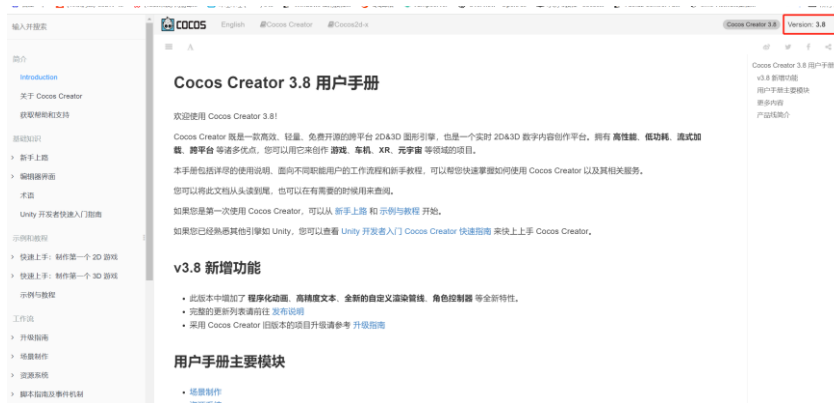 输入并搜索
COCOS
English
Cocos Creator
Cocos2d-x
Cocos Creator 3.8
Version: 3.8
A
简介
Introduction
关于 Cocos Creator
获取帮助和支持
基础知识
新手上路
编辑器界面
术语
Unity 开发者快速入门指南
示例和教程
快速上手：制作第一个 2D 游戏
快速上手：制作第一个 3D 游戏
示例与教程
工作流
升级指南
场景制作
资源系统
脚本指南及事件机制
Cocos Creator 3.8 用户手册
欢迎使用 Cocos Creator 3.8！
Cocos Creator 既是一款高效、轻量、免费开源的跨平台 2D&3D 图形引擎，也是一个实时 2D&3D 数字内容创作平台。拥有 高性能、低功耗、流式加
载、跨平台 等诸多优点，您可以用它来创作 游戏、车机、XR、元宇宙 等领域的项目。
本手册包括详尽的使用说明、面向不同职能用户的工作流程和新手教程，可以帮您快速掌握如何使用 Cocos Creator 以及其相关服务。
您可以将此文档从头读到尾，也可以在有需要的时候用来查阅。
如果您是第一次使用 Cocos Creator，可以从 新手上路 和 示例与教程 开始。
如果您已经熟悉其他引擎如 Unity，您可以查看 Unity 开发者入门 Cocos Creator 快速指南 来快上上手 Cocos Creator。
v3.8 新增功能
此版本中增加了 程序化动画、高精度文本、全新的自定义渲染管线、角色控制器 等全新特性。
完整的更新列表请前往 发布说明
采用 Cocos Creator 旧版本的项目升级请参考 升级指南
用户手册主要模块
场景制作
Cocos Creator 3.8 用户手册
v3.8 新增功能
用户手册主要模块
更多内容
产品线简介